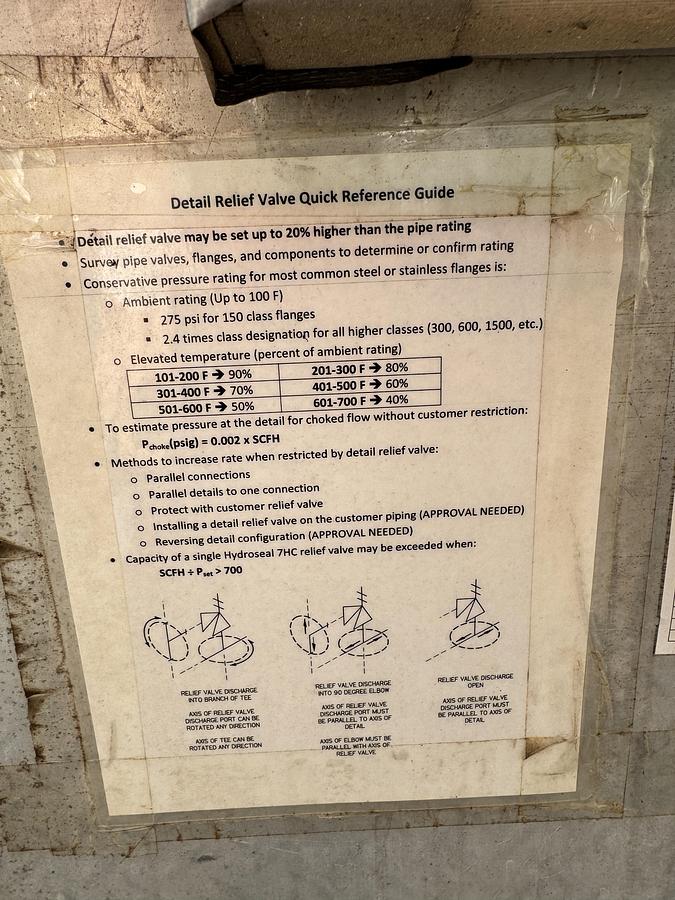 Detail Relief Valve Quick Reference Guide
• Detail relief valve may be set up to 20% higher than the pipe rating
• Survey pipe valves, flanges, and components to determine or confirm rating
• Conservative pressure rating for most common steel or stainless flanges is:
o Ambient rating (Up to 100 F)
▪ 275 psi for 150 class flanges
▪ 2.4 times class designation for all higher classes (300, 600, 1500, etc.)
o Elevated temperature (percent of ambient rating)
101-200 F ➔ 90% 201-300 F ➔ 80%
301-400 F ➔ 70% 401-500 F ➔ 60%
501-600 F ➔ 50% 601-700 F ➔ 40%
• To estimate pressure at the detail for choked flow without customer restriction:
Pchoke(psig) = 0.002 x SCFH
• Methods to increase rate when restricted by detail relief valve:
o Parallel connections
o Parallel details to one connection
o Protect with customer relief valve
o Installing a detail relief valve on the customer piping (APPROVAL NEEDED)
o Reversing detail configuration (APPROVAL NEEDED)
• Capacity of a single Hydroseal 7HC relief valve may be exceeded when:
SCFH ÷ Pset > 700
RELIEF VALVE DISCHARGE
INTO BRANCH OF TEE
AXIS OF RELIEF VALVE
DISCHARGE PORT CAN BE
ROTATED ANY DIRECTION
AXIS OF TEE CAN BE
ROTATED ANY DIRECTION
RELIEF VALVE DISCHARGE
INTO 90 DEGREE ELBOW
AXIS OF RELIEF VALVE
DISCHARGE PORT MUST
BE PARALLEL TO AXIS OF
DETAIL
AXIS OF ELBOW MUST BE
PARALLEL WITH AXIS OF
RELIEF VALVE
RELIEF VALVE DISCHARGE
OPEN
AXIS OF RELIEF VALVE
DISCHARGE PORT MUST
BE PARALLEL TO AXIS OF
DETAIL